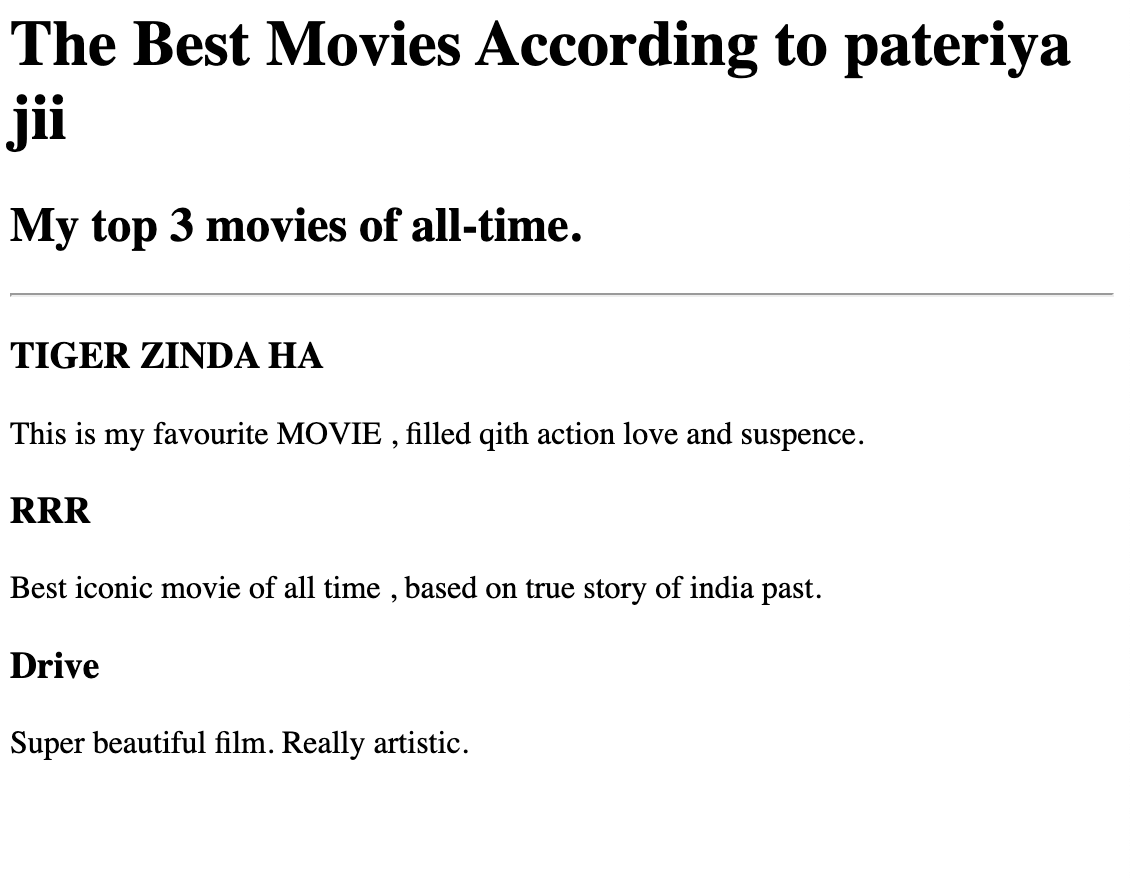 The Best Movies According to pateriya
jii
My top 3 movies of all-time.
TIGER ZINDA HA
This is my favourite MOVIE , filled qith action love and suspence.
RRR
Best iconic movie of all time , based on true story of india past.
Drive
Super beautiful film. Really artistic.